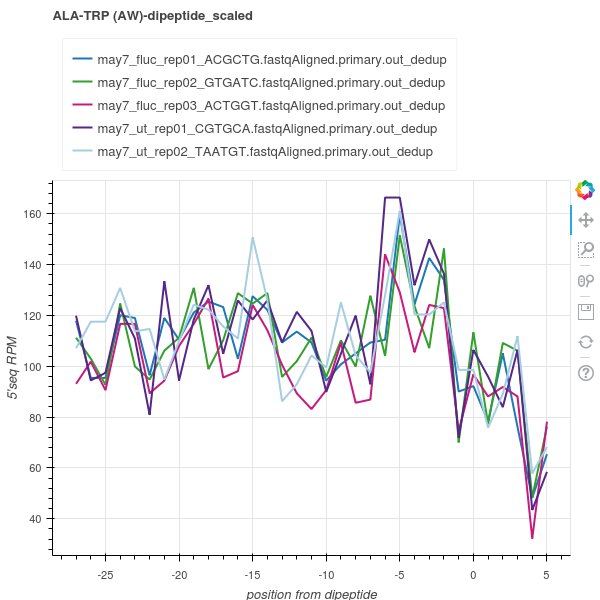 ALA-TRP (AW)-dipeptide_scaled
may7_fluc_rep01_ACGCTG.fastqAligned.primary.out_dedup
may7_fluc_rep02_GTGATC.fastqAligned.primary.out_dedup
may7_fluc_rep03_ACTGGT.fastqAligned.primary.out_dedup
may7_ut_rep01_CGTGCA.fastqAligned.primary.out_dedup
may7_ut_rep02_TAATGT.fastqAligned.primary.out_dedup
160
140
120
100
80
60
40
5'seq RPM
-25 -20 -15 -10 -5 0 5
position from dipeptide